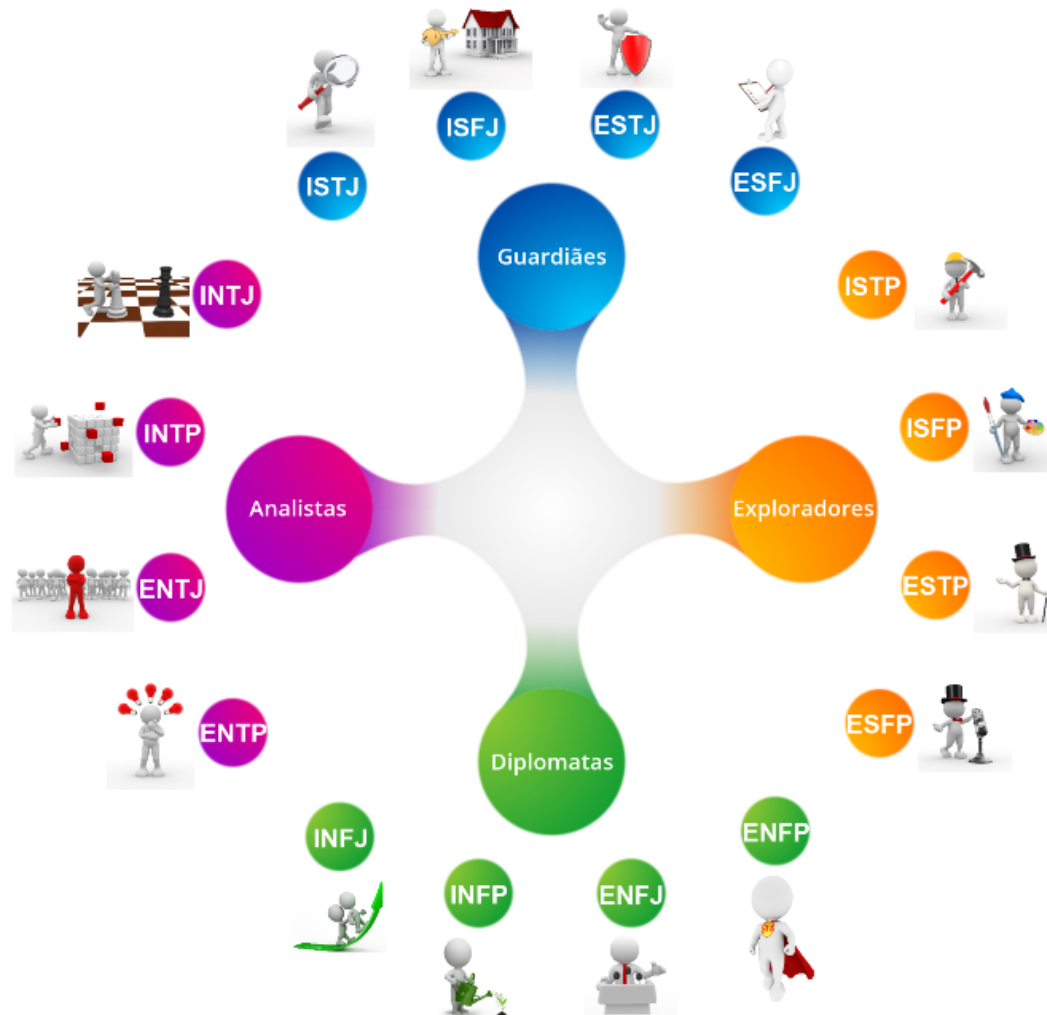 ISFJ
ESTJ
ISTJ
ESFJ
Guardiães
INTJ
ISTP
INTP
ISFP
Analistas
Exploradores
ENTJ
ESTP
ENTP
ESFP
Diplomatas
INFJ
ENFP
INFP
ENFJ